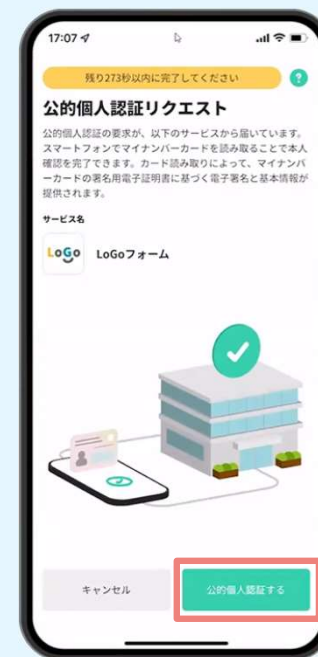 17:07
残り273秒以内に完了してください
?
公的個人認証リクエスト
公的個人認証の要求が、以下のサービスから届いています。
スマートフォンでマイナンバーカードを読み取ることで本人
確認を完了できます。カード読み取りによって、マイナンバ
ーカードの署名用電子証明書に基づく電子署名と基本情報が
提供されます。
サービス名
LoGo LoGoフォーム
キャンセル 公的個人認証する